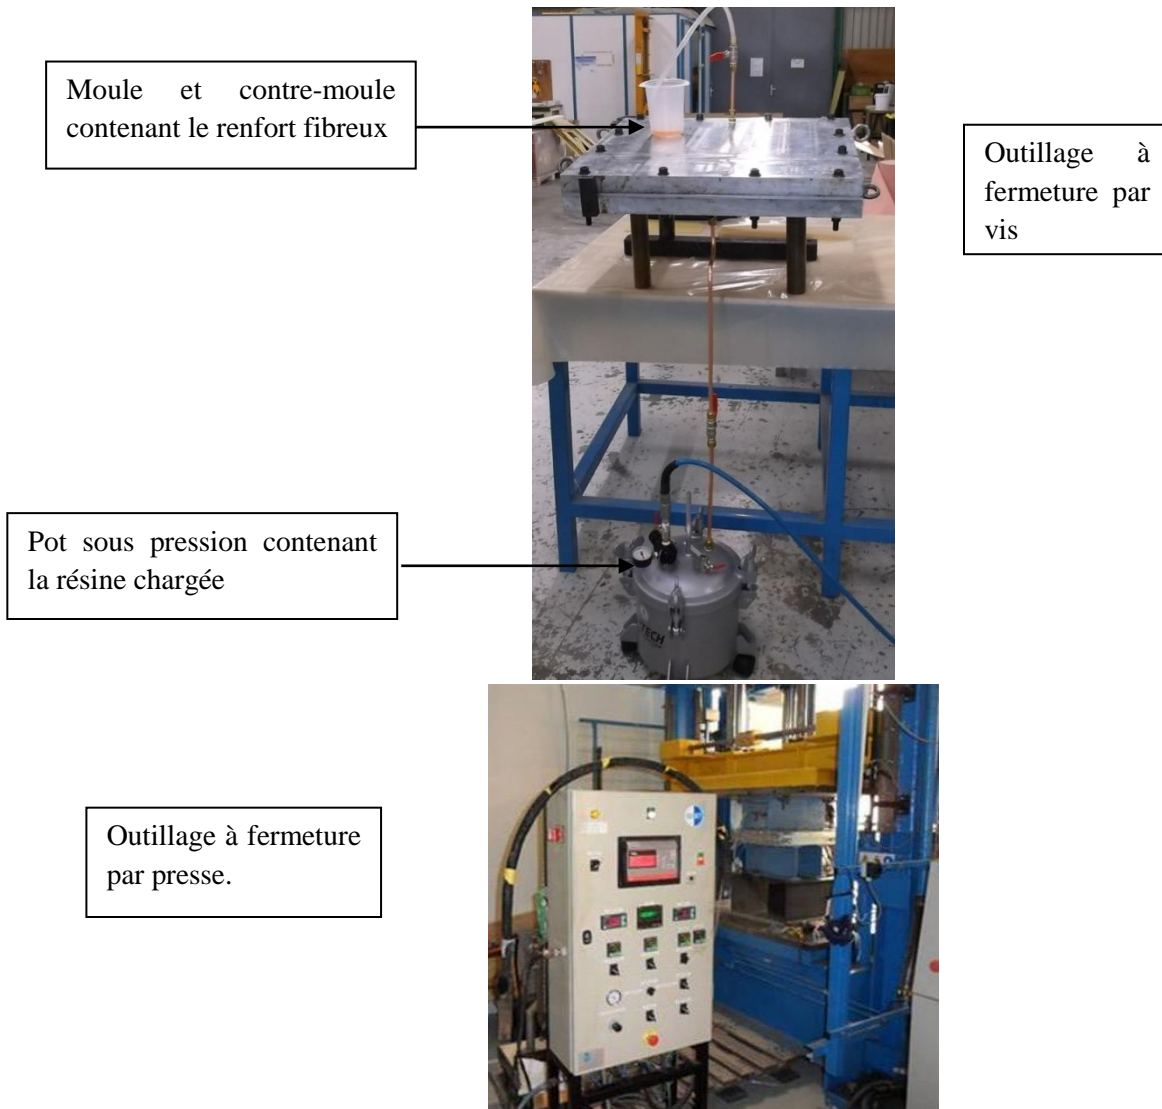 Moule et contre-moule
contenant le renfort fibreux
Outillage à
fermeture par
vis
Pot sous pression contenant
la résine chargée
TECH
Outillage à fermeture
par presse.